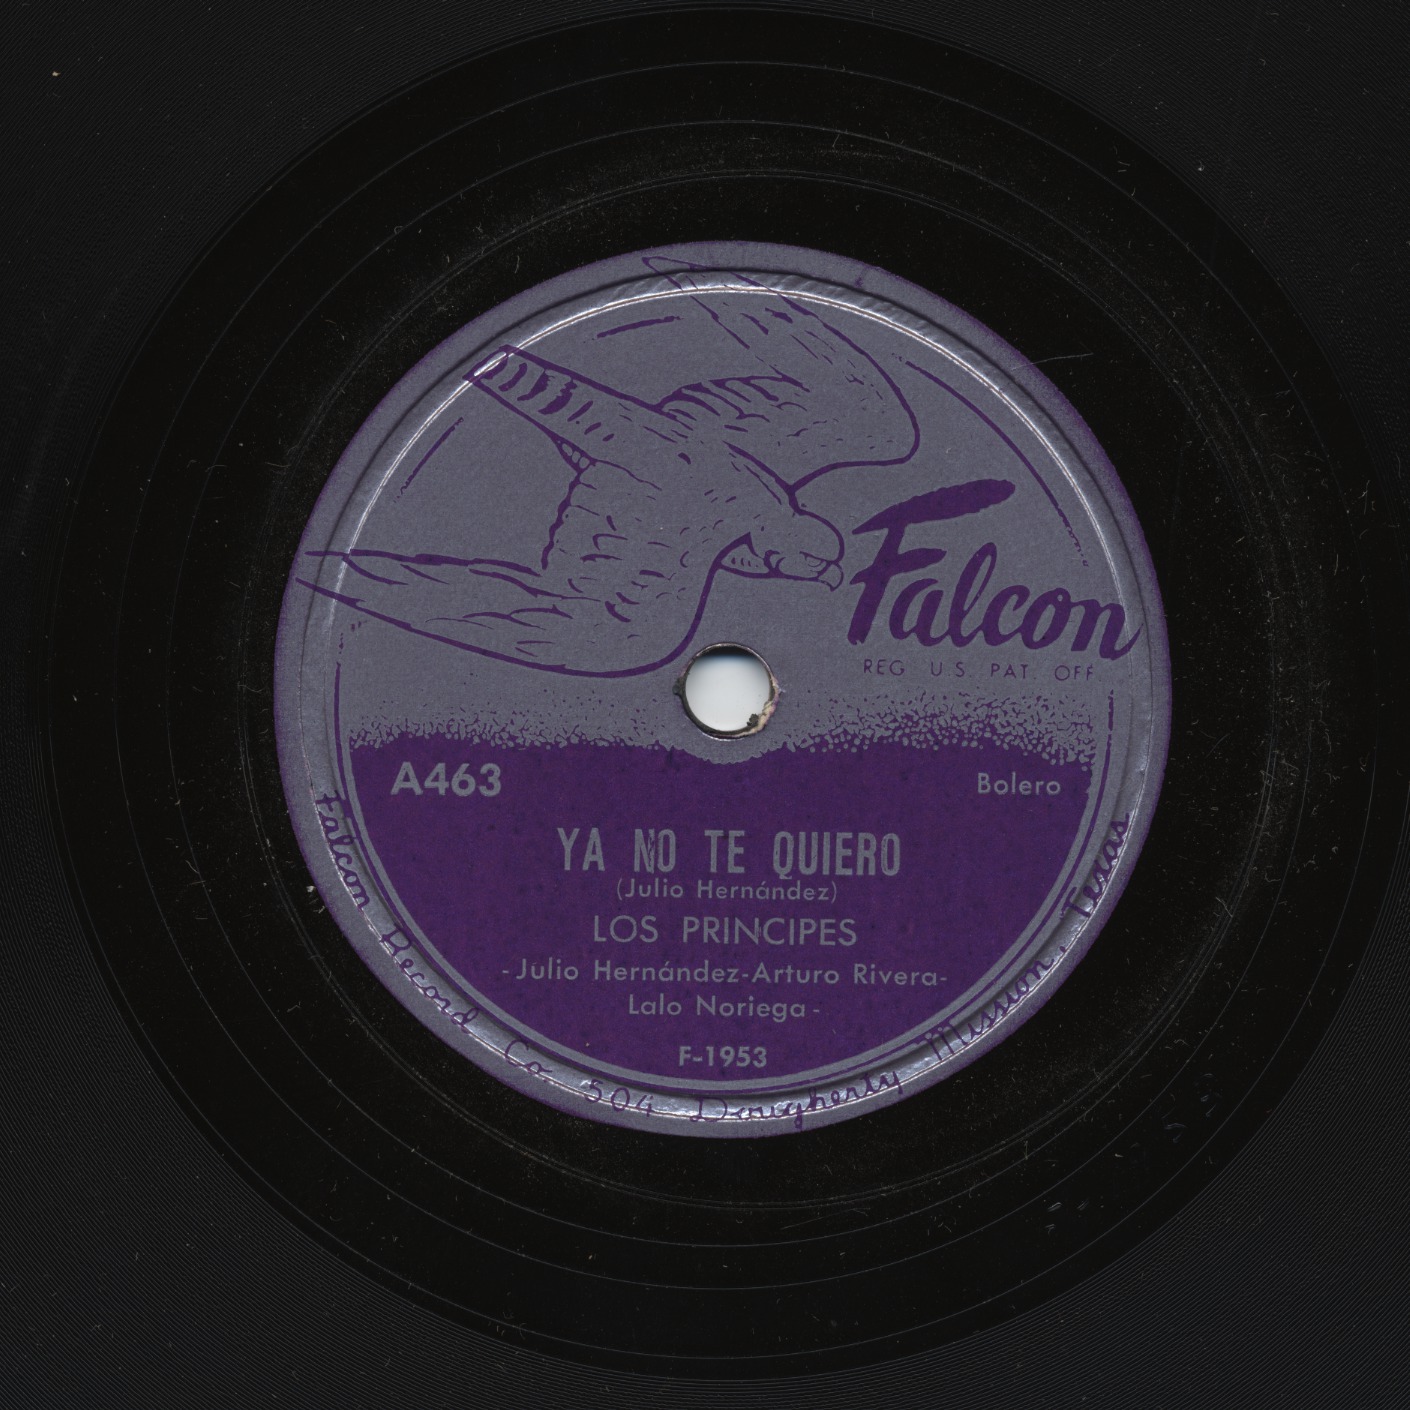 Falcon
REG U.S. PAT. OFF
A463
Bolero
YA NO TE QUIERO
(Julio Hernández)
LOS PRINCIPES
-Julio Hernández-Arturo Rivera-
Lalo Noriega-
F-1953
Falcon Record Co. 504 Dougherty Mission, Texas